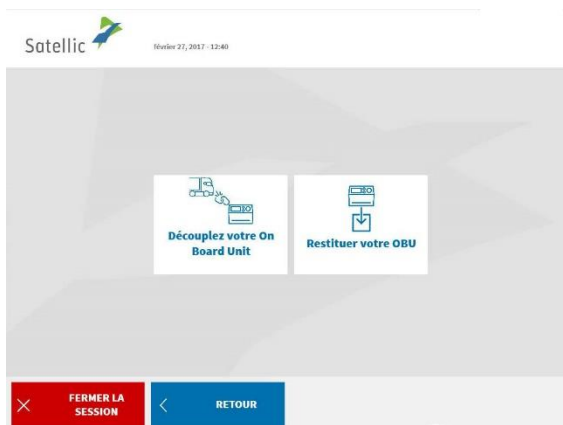 Satellic
février 27, 2017 - 12:40
Découplez votre On
Board Unit
Restituer votre OBU
FERMER LA
SESSION
RETOUR